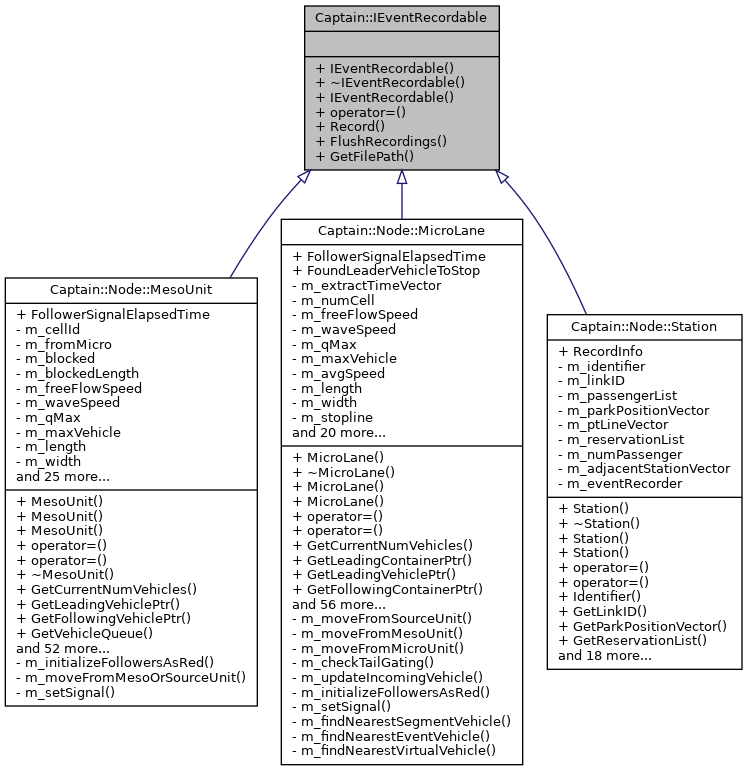 Captain::IEventRecordable
+ IEventRecordable()
+ ~IEventRecordable()
+ IEventRecordable()
+ operator=()
+ Record()
+ FlushRecordings()
+ GetFilePath()
Captain::Node::MesoUnit
+ FollowerSignalElapsedTime
- m_cellId
- m_fromMicro
- m_blocked
- m_blockedLength
- m_freeFlowSpeed
- m_waveSpeed
- m_qMax
- m_maxVehicle
- m_length
- m_width
and 25 more...
+ MesoUnit()
+ MesoUnit()
+ MesoUnit()
+ operator=()
+ operator=()
+ ~MesoUnit()
+ GetCurrentNumVehicles()
+ GetLeadingVehiclePtr()
+ GetFollowingVehiclePtr()
+ GetVehicleQueue()
and 52 more...
- m_initializeFollowersAsRed()
- m_moveFromMesoOrSourceUnit()
- m_setSignal()
Captain::Node::MicroLane
+ FollowerSignalElapsedTime
+ FoundLeaderVehicleToStop
- m_extractTimeVector
- m_numCell
- m_freeFlowSpeed
- m_waveSpeed
- m_qMax
- m_maxVehicle
- m_avgSpeed
- m_length
- m_width
- m_stopline
and 20 more...
+ MicroLane()
+ ~MicroLane()
+ MicroLane()
+ MicroLane()
+ operator=()
+ operator=()
+ GetCurrentNumVehicles()
+ GetLeadingContainerPtr()
+ GetLeadingVehiclePtr()
+ GetFollowingContainerPtr()
and 56 more...
- m_moveFromSourceUnit()
- m_moveFromMesoUnit()
- m_moveFromMicroUnit()
- m_checkTailGating()
- m_updateIncomingVehicle()
- m_initializeFollowersAsRed()
- m_setSignal()
- m_findNearestSegmentVehicle()
- m_findNearestEventVehicle()
- m_findNearestVirtualVehicle()
Captain::Node::Station
+ RecordInfo
- m_identifier
- m_linkID
- m_passengerList
- m_parkPositionVector
- m_ptLineVector
- m_reservationList
- m_numPassenger
- m_adjacentStationVector
- m_eventRecorder
+ Station()
+ ~Station()
+ Station()
+ Station()
+ operator=()
+ operator=()
+ Identifier()
+ GetLinkID()
+ GetParkPositionVector()
+ GetReservationList()
and 18 more...